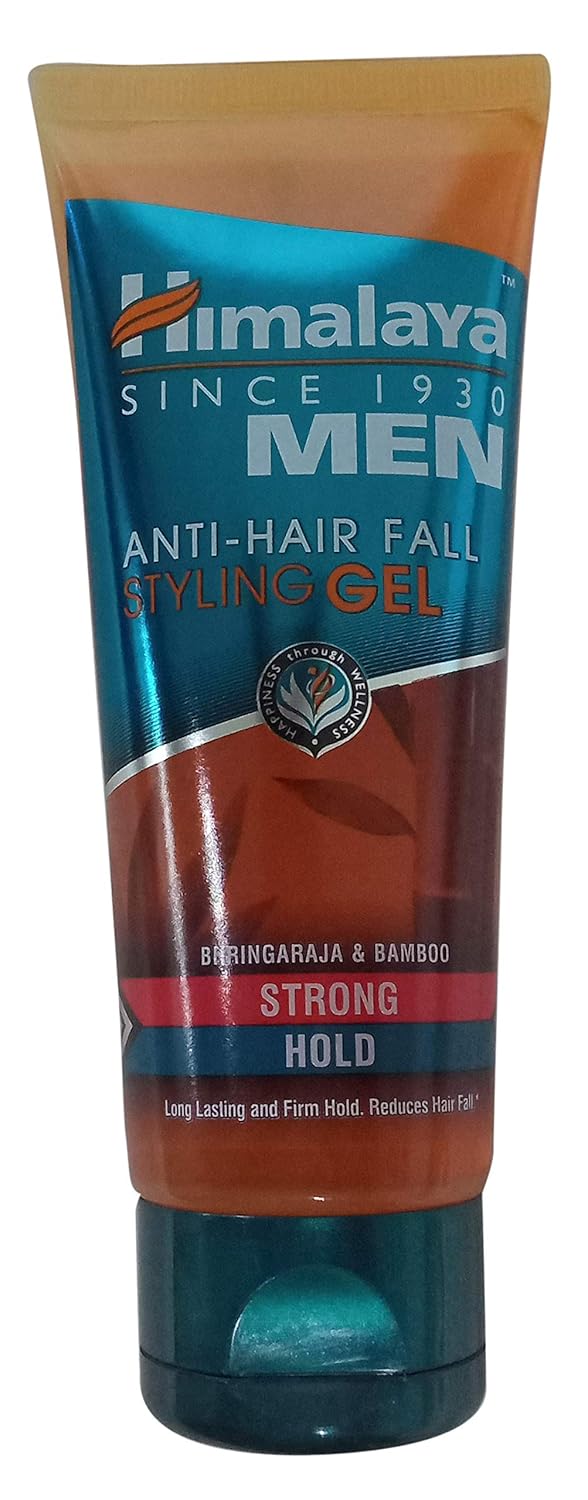 Himalaya™
SINCE 1930
MEN
ANTI-HAIR FALL
STYLING GEL
HAPPINESS through WELLNESS
BHRINGARAJA & BAMBOO
STRONG
HOLD
Long Lasting and Firm Hold. Reduces Hair Fall*